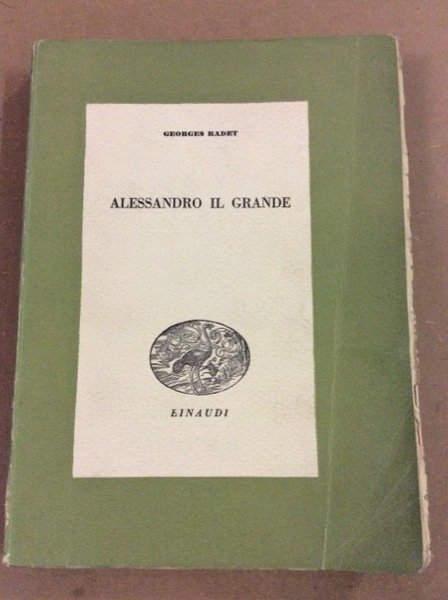 GEORGES RADET
ALESSANDRO IL GRANDE
EINAUDI